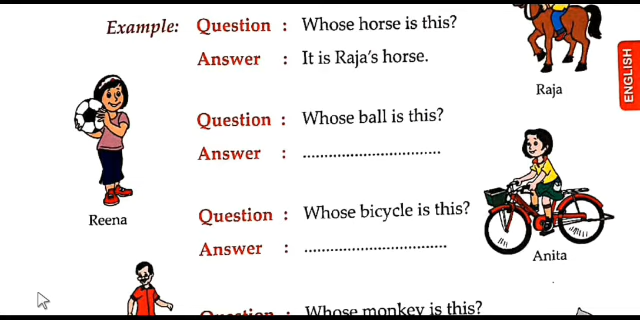 Example: Question : Whose horse is this?
Answer : It is Raja's horse.
Raja
ENGLISH
Question : Whose ball is this?
Answer : ................................
Reena
Question : Whose bicycle is this?
Answer : ................................
Anita
Question : Whose monkey is this?